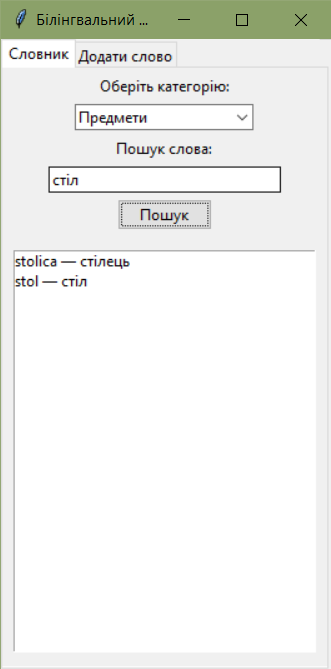 Білінгвальний ...
Словник Додати слово
Оберіть категорію:
Предмети
Пошук слова:
стіл
Пошук
stolica — стілець
stol — стіл